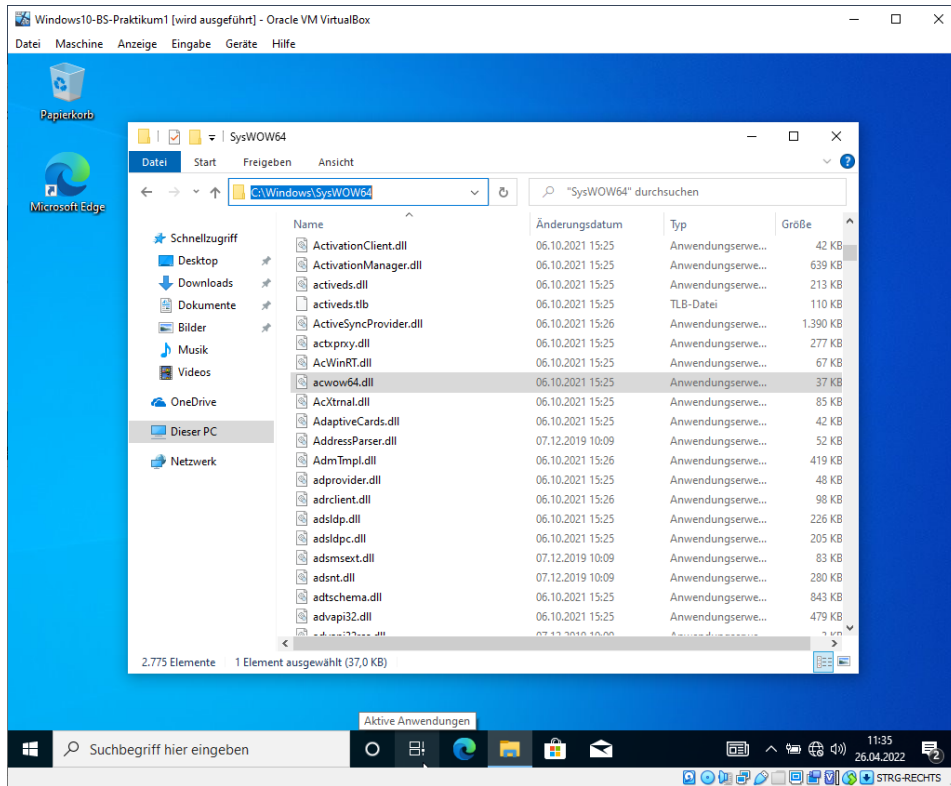 Windows10-BS-Praktikum1 [wird ausgeführt] - Oracle VM VirtualBox
Datei Maschine Anzeige Eingabe Geräte Hilfe
Papierkorb
Microsoft Edge
SysWOW64
Datei Start Freigeben Ansicht
C:\Windows\SysWOW64 "SysWOW64" durchsuchen
Schnellzugriff
Desktop
Downloads
Dokumente
Bilder
Musik
Videos
OneDrive
Dieser PC
Netzwerk
Name Änderungsdatum Typ Größe
ActivationClient.dll 06.10.2021 15:25 Anwendungserwe... 42 KB
ActivationManager.dll 06.10.2021 15:25 Anwendungserwe... 639 KB
activeds.dll 06.10.2021 15:25 Anwendungserwe... 213 KB
activeds.tlb 06.10.2021 15:25 TLB-Datei 110 KB
ActiveSyncProvider.dll 06.10.2021 15:26 Anwendungserwe... 1.390 KB
actxprxy.dll 06.10.2021 15:25 Anwendungserwe... 277 KB
AcWinRT.dll 06.10.2021 15:25 Anwendungserwe... 67 KB
acwow64.dll 06.10.2021 15:25 Anwendungserwe... 37 KB
AcXtrnal.dll 06.10.2021 15:25 Anwendungserwe... 85 KB
AdaptiveCards.dll 06.10.2021 15:25 Anwendungserwe... 42 KB
AddressParser.dll 07.12.2019 10:09 Anwendungserwe... 52 KB
AdmTmpl.dll 06.10.2021 15:26 Anwendungserwe... 419 KB
adprovider.dll 06.10.2021 15:25 Anwendungserwe... 48 KB
adrclient.dll 06.10.2021 15:26 Anwendungserwe... 98 KB
adsldp.dll 06.10.2021 15:25 Anwendungserwe... 226 KB
adsldpc.dll 06.10.2021 15:25 Anwendungserwe... 205 KB
adsmsext.dll 07.12.2019 10:09 Anwendungserwe... 83 KB
adsnt.dll 07.12.2019 10:09 Anwendungserwe... 280 KB
adtschema.dll 06.10.2021 15:25 Anwendungserwe... 843 KB
advapi32.dll 06.10.2021 15:25 Anwendungserwe... 479 KB
2.775 Elemente 1 Element ausgewählt (37,0 KB)
Aktive Anwendungen
Suchbegriff hier eingeben
11:35
26.04.2022
2
STRG-RECHTS